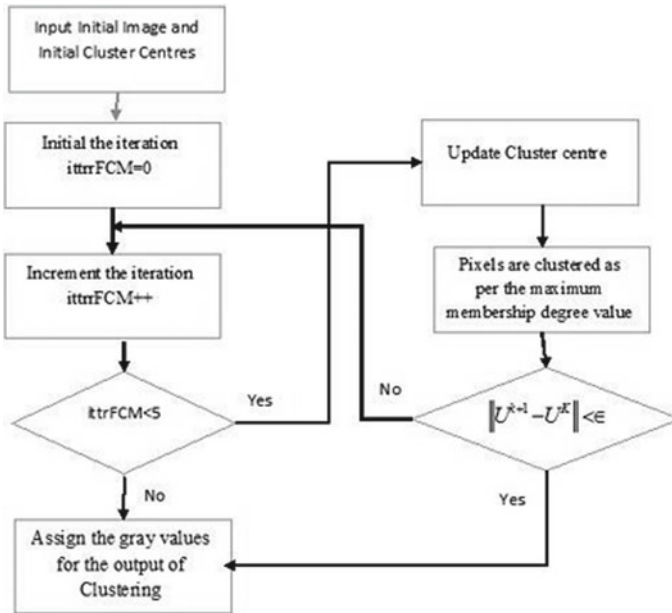 Input Initial Image and
Initial Cluster Centres
Initial the iteration
ittrrFCM=0
Increment the iteration
ittrrFCM++
ittrFCM<5
Yes
No
Assign the gray values
for the output of
Clustering
Update Cluster centre
Pixels are clustered as
per the maximum
membership degree value
‖U^{k+1} – U^{K}‖ <∈
No
Yes